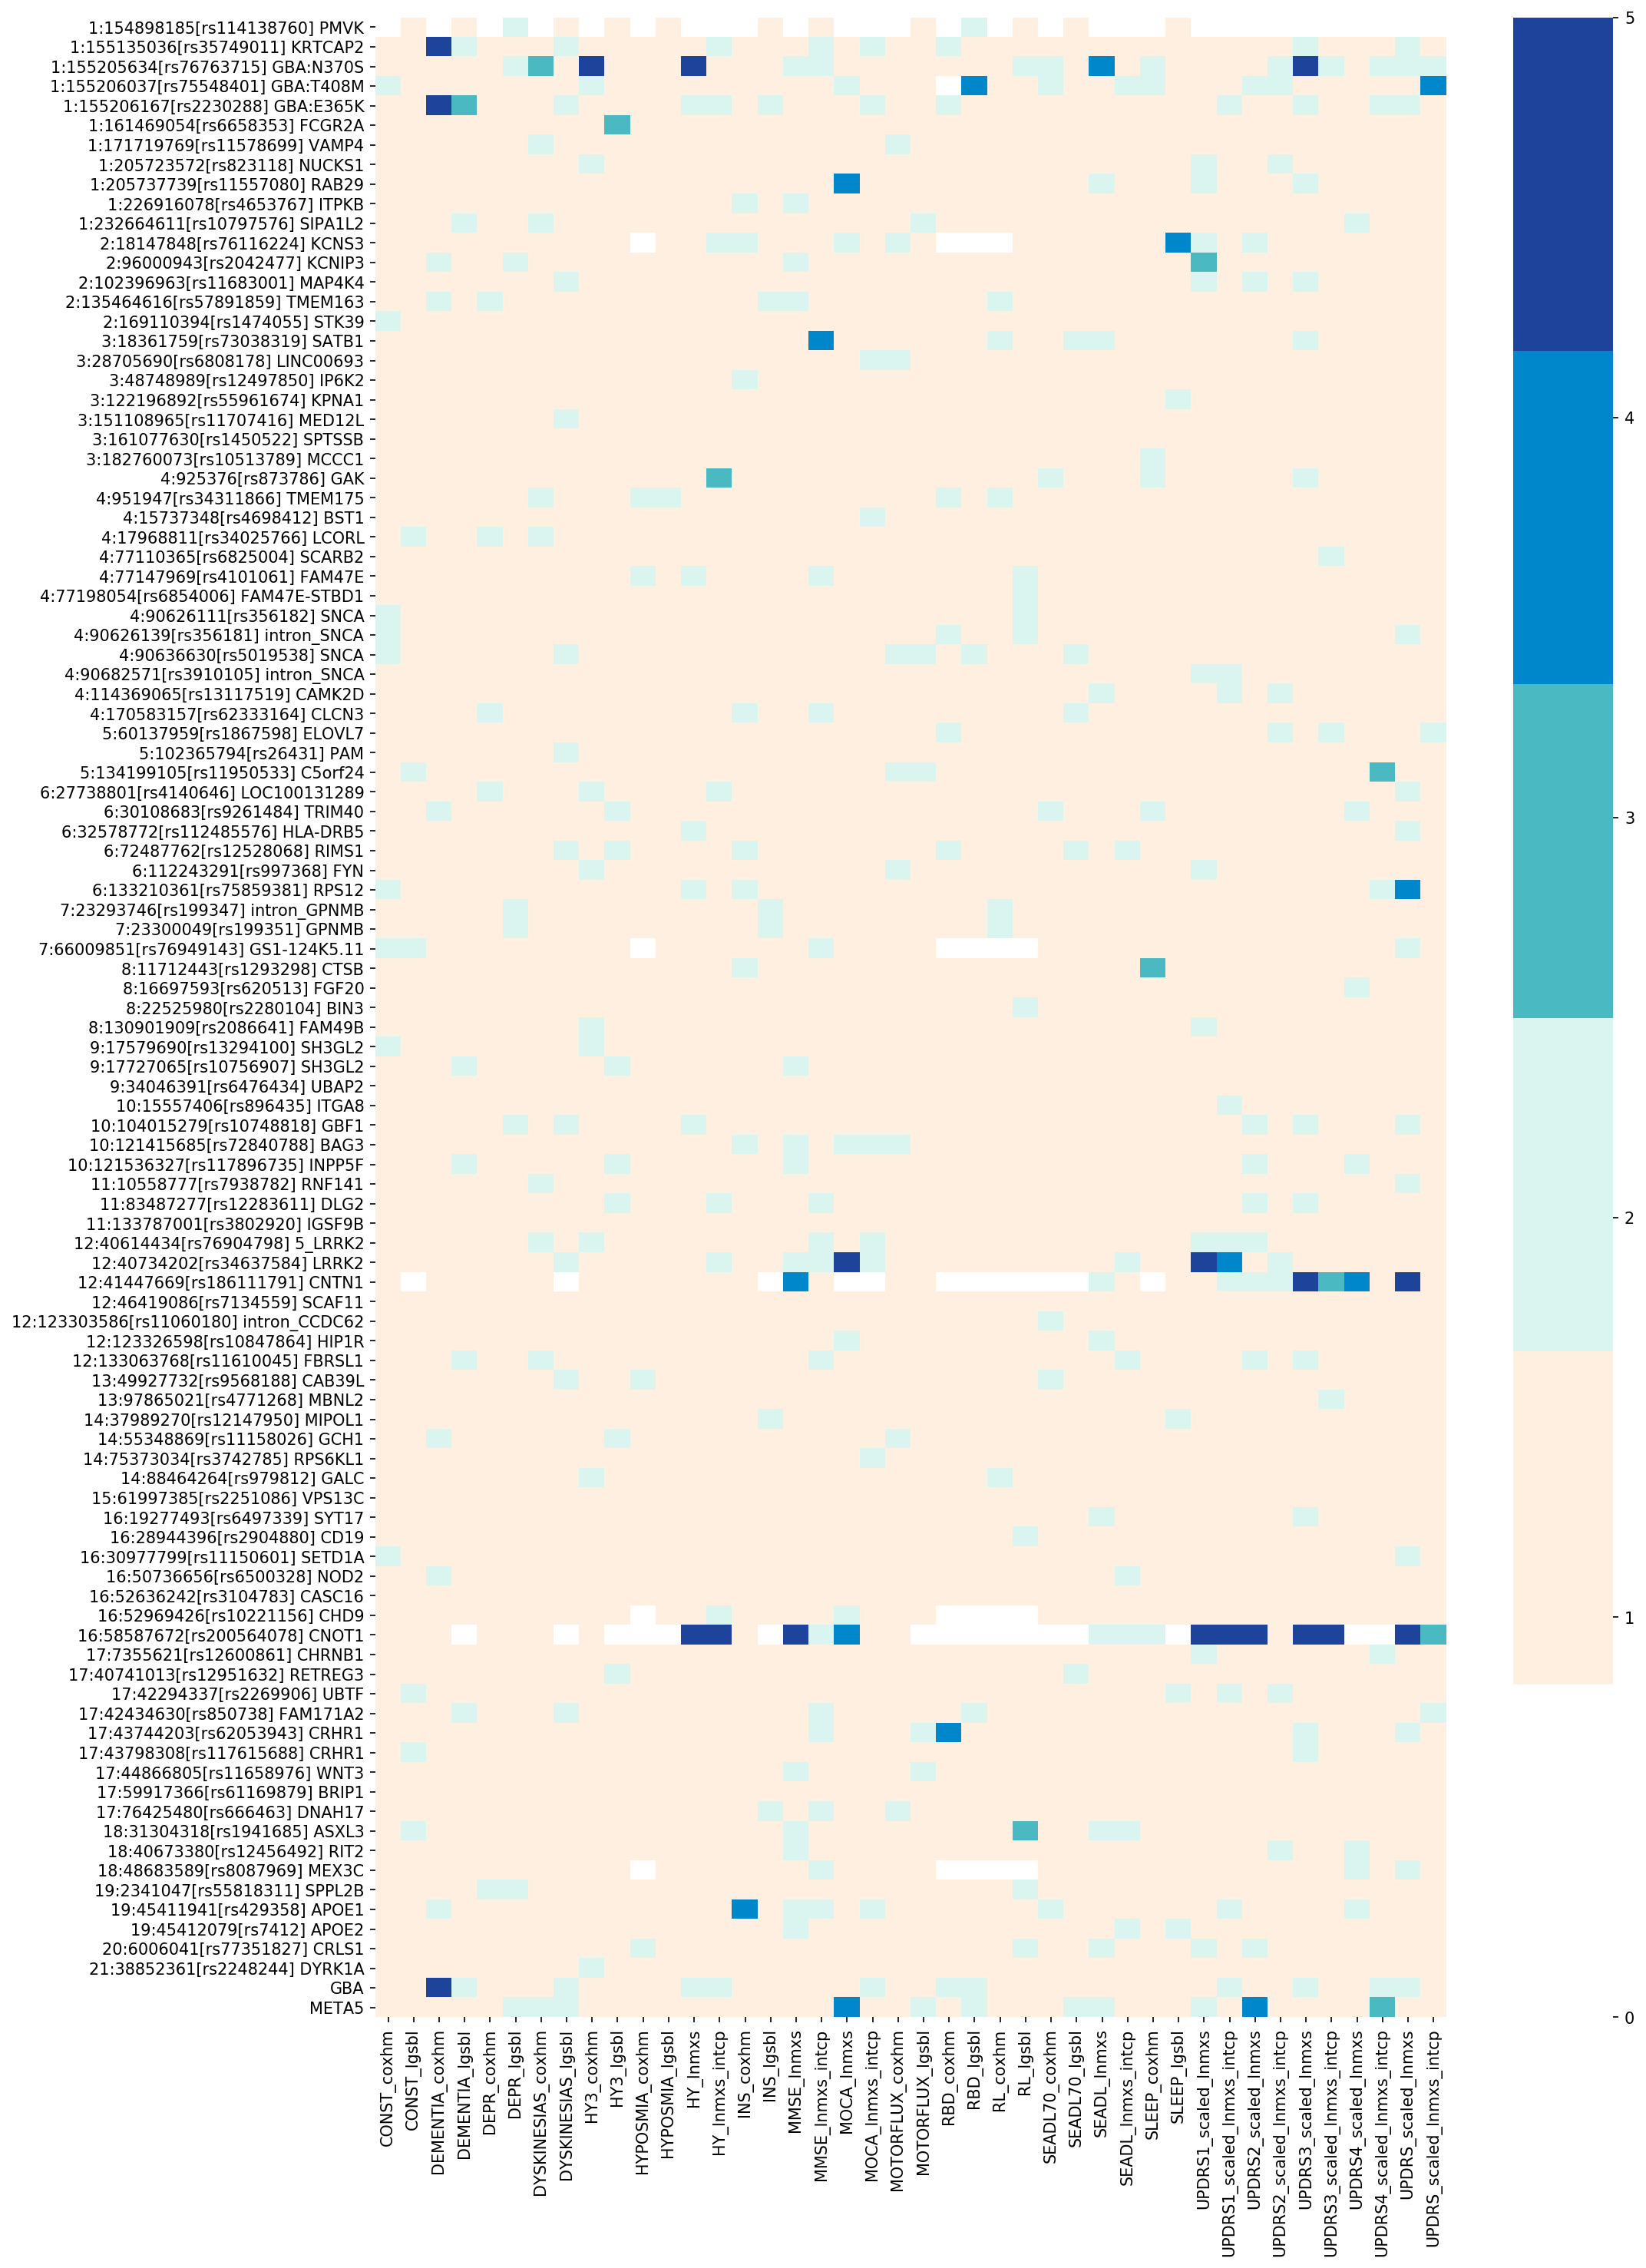 1:154898185[rs114138760] PMVK
1:155135036[rs35749011] KRTCAP2
1:155205634[rs76763715] GBA:N370S
1:155206037[rs75548401] GBA:T408M
1:155206167[rs2230288] GBA:E365K
1:161469054[rs6658353] FCGR2A
1:171719769[rs11578699] VAMP4
1:205723572[rs823118] NUCKS1
1:205737739[rs11557080] RAB29
1:226916078[rs4653767] ITPKB
1:232664611[rs10797576] SIPA1L2
2:18147848[rs76116224] KCNS3
2:96000943[rs2042477] KCNIP3
2:102396963[rs11683001] MAP4K4
2:135464616[rs57891859] TMEM163
2:169110394[rs1474055] STK39
3:18361759[rs73038319] SATB1
3:28705690[rs6808178] LINC00693
3:48748989[rs12497850] IP6K2
3:122196892[rs55961674] KPNA1
3:151108965[rs11707416] MED12L
3:161077630[rs1450522] SPTSSB
3:182760073[rs10513789] MCCC1
4:925376[rs873786] GAK
4:951947[rs34311866] TMEM175
4:15737348[rs4698412] BST1
4:17968811[rs34025766] LCORL
4:77110365[rs6825004] SCARB2
4:77147969[rs4101061] FAM47E
4:77198054[rs6854006] FAM47E-STBD1
4:90626111[rs356182] SNCA
4:90626139[rs356181] intron_SNCA
4:90636630[rs5019538] SNCA
4:90682571[rs3910105] intron_SNCA
4:114369065[rs13117519] CAMK2D
4:170583157[rs62333164] CLCN3
5:60137959[rs1867598] ELOVL7
5:102365794[rs26431] PAM
5:134199105[rs11950533] C5orf24
6:27738801[rs4140646] LOC100131289
6:30108683[rs9261484] TRIM40
6:32578772[rs112485576] HLA-DRB5
6:72487762[rs12528068] RIMS1
6:112243291[rs997368] FYN
6:133210361[rs75859381] RPS12
7:23293746[rs199347] intron_GPNMB
7:23300049[rs199351] GPNMB
7:66009851[rs76949143] GS1-124K5.11
8:11712443[rs1293298] CTSB
8:16697593[rs620513] FGF20
8:22525980[rs2280104] BIN3
8:130901909[rs2086641] FAM49B
9:17579690[rs13294100] SH3GL2
9:17727065[rs10756907] SH3GL2
9:34046391[rs6476434] UBAP2
10:15557406[rs896435] ITGA8
10:104015279[rs10748818] GBF1
10:121415685[rs72840788] BAG3
10:121536327[rs117896735] INPP5F
11:10558777[rs7938782] RNF141
11:83487277[rs12283611] DLG2
11:133787001[rs3802920] IGSF9B
12:40614434[rs76904798] 5_LRRK2
12:40734202[rs34637584] LRRK2
12:41447669[rs186111791] CNTN1
12:46419086[rs7134559] SCAF11
12:123303586[rs11060180] intron_CCDC62
12:123326598[rs10847864] HIP1R
12:133063768[rs11610045] FBRSL1
13:49927732[rs9568188] CAB39L
13:97865021[rs4771268] MBNL2
14:37989270[rs12147950] MIPOL1
14:55348869[rs11158026] GCH1
14:75373034[rs3742785] RPS6KL1
14:88464264[rs979812] GALC
15:61997385[rs2251086] VPS13C
16:19277493[rs6497339] SYT17
16:28944396[rs2904880] CD19
16:30977799[rs11150601] SETD1A
16:50736656[rs6500328] NOD2
16:52636242[rs3104783] CASC16
16:52969426[rs10221156] CHD9
16:58587672[rs200564078] CNOT1
17:7355621[rs12600861] CHRNB1
17:40741013[rs12951632] RETREG3
17:42294337[rs2269906] UBTF
17:42434630[rs850738] FAM171A2
17:43744203[rs62053943] CRHR1
17:43798308[rs117615688] CRHR1
17:44866805[rs11658976] WNT3
17:59917366[rs61169879] BRIP1
17:76425480[rs666463] DNAH17
18:31304318[rs1941685] ASXL3
18:40673380[rs12456492] RIT2
18:48683589[rs8087969] MEX3C
19:2341047[rs55818311] SPPL2B
19:45411941[rs429358] APOE1
19:45412079[rs7412] APOE2
20:6006041[rs77351827] CRLS1
21:38852361[rs2248244] DYRK1A
GBA
META5
CONST_coxhm
CONST_lgsbl
DEMENTIA_coxhm
DEMENTIA_lgsbl
DEPR_coxhm
DEPR_lgsbl
DYSKINESIAS_coxhm
DYSKINESIAS_lgsbl
HY3_coxhm
HY3_lgsbl
HYPOSMIA_coxhm
HYPOSMIA_lgsbl
HY_lnmxs
HY_lnmxs_intcp
INS_coxhm
INS_lgsbl
MMSE_lnmxs
MMSE_lnmxs_intcp
MOCA_lnmxs
MOCA_lnmxs_intcp
MOTORFLUX_coxhm
MOTORFLUX_lgsbl
RBD_coxhm
RBD_lgsbl
RL_coxhm
RL_lgsbl
SEADL70_coxhm
SEADL70_lgsbl
SEADL_lnmxs
SEADL_lnmxs_intcp
SLEEP_coxhm
SLEEP_lgsbl
UPDRS1_scaled_lnmxs
UPDRS1_scaled_lnmxs_intcp
UPDRS2_scaled_lnmxs
UPDRS2_scaled_lnmxs_intcp
UPDRS3_scaled_lnmxs
UPDRS3_scaled_lnmxs_intcp
UPDRS4_scaled_lnmxs
UPDRS4_scaled_lnmxs_intcp
UPDRS_scaled_lnmxs
UPDRS_scaled_lnmxs_intcp
5
4
3
2
1
0